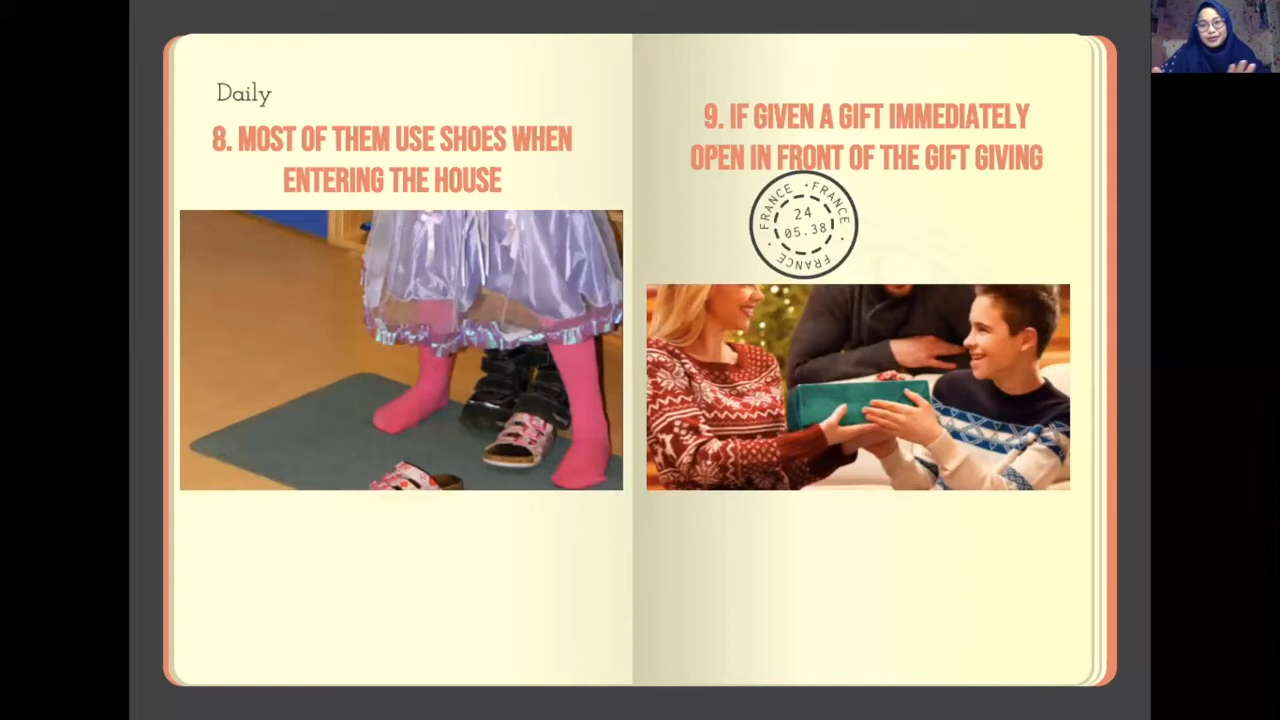 Daily
8. MOST OF THEM USE SHOES WHEN
ENTERING THE HOUSE
9. IF GIVEN A GIFT IMMEDIATELY
OPEN IN FRONT OF THE GIFT GIVING
FRANCE · FRANCE · FRANCE ·
24
05.38